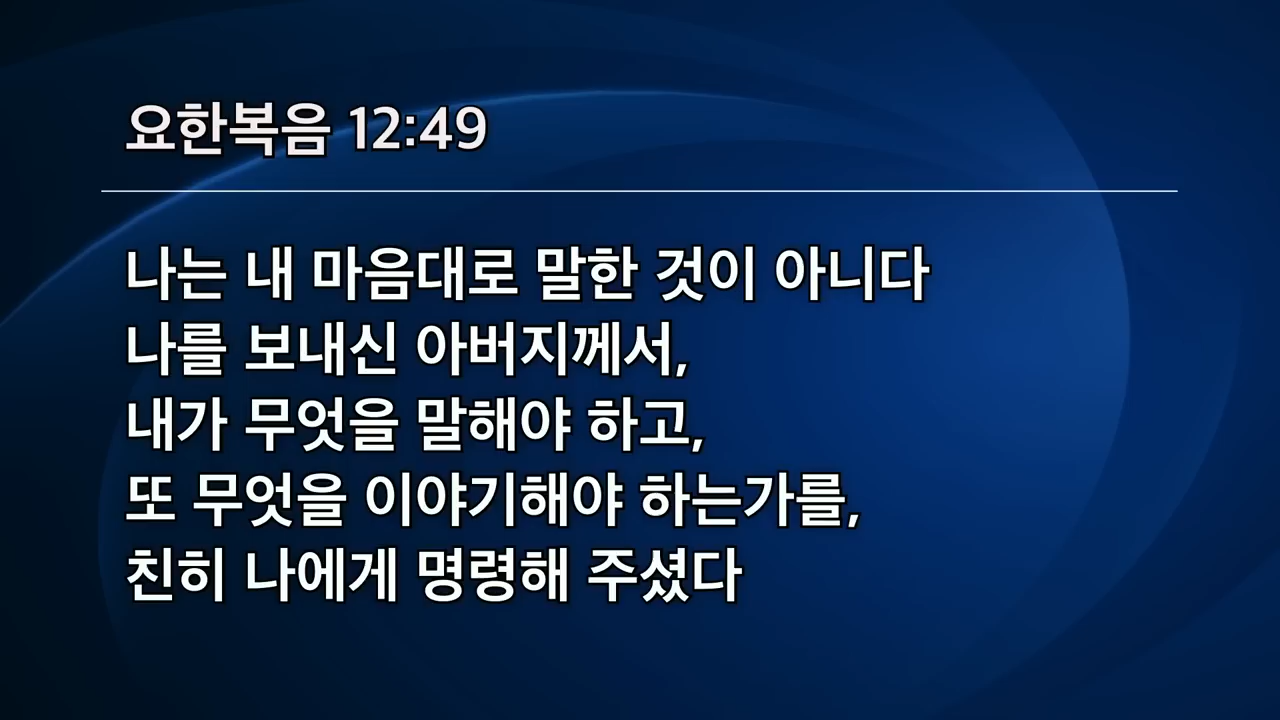 요한복음 12:49
나는 내 마음대로 말한 것이 아니다
나를 보내신 아버지께서,
내가 무엇을 말해야 하고,
또 무엇을 이야기해야 하는가를,
친히 나에게 명령해 주셨다